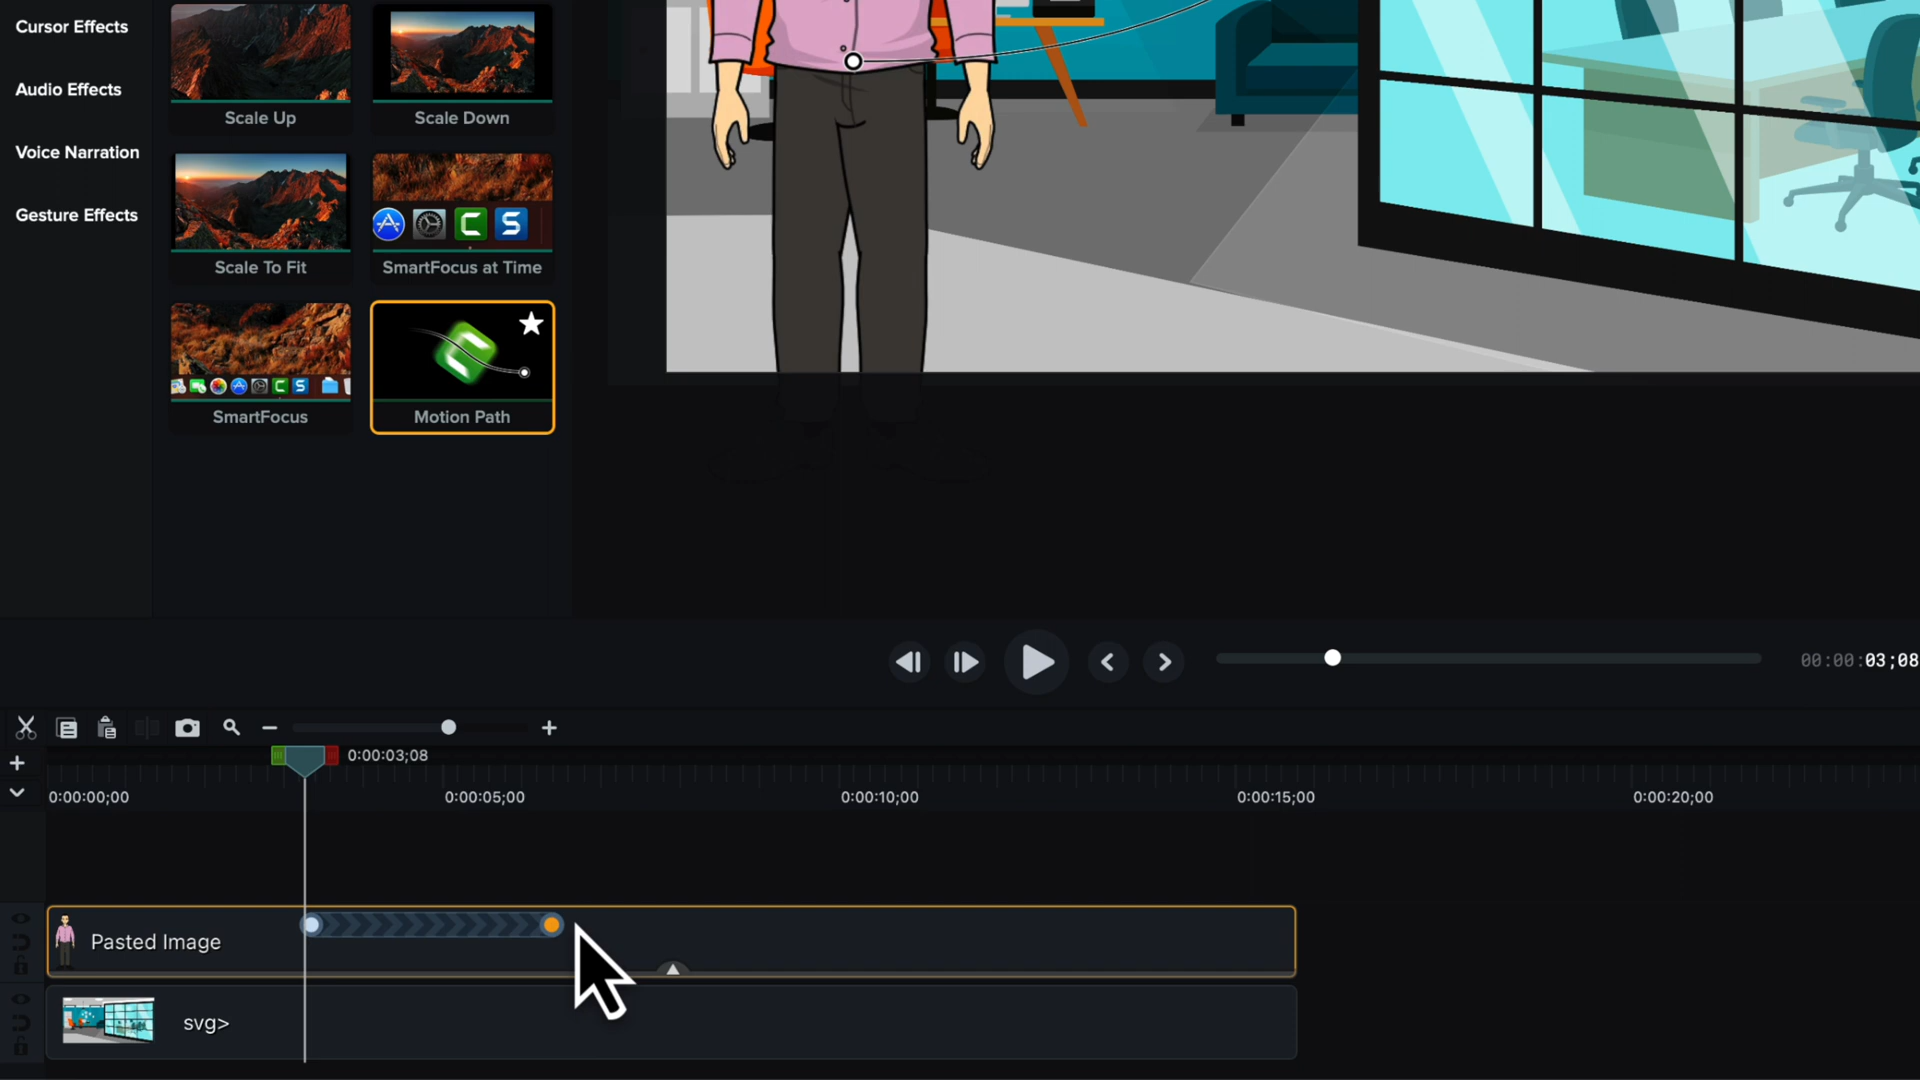 Cursor Effects
Audio Effects
Voice Narration
Gesture Effects
Scale Up
Scale Down
Scale To Fit
SmartFocus at Time
SmartFocus
Motion Path
00:00:03;08
0:00:03;08
0:00:00;00
0:00:05;00
0:00:10;00
0:00:15;00
0:00:20;00
Pasted Image
svg>